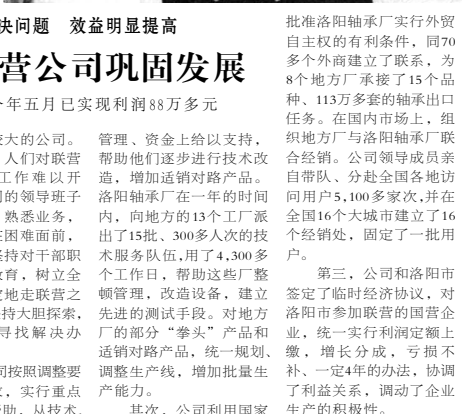 决问题　效益明显提高
营公司巩固发展
年五月已实现利润88万多元
较大的公司。
人们对联营
工作难以开
的领导班子
熟悉业务，
在困难面前，
坚持对干部职
教育，树立全
定地走联营之
坚持大胆探索，
寻找解决办
司按照调整要
求，实行重点
帮助，从技术、
管理、资金上给以支持，
帮助他们逐步进行技术改
造，增加适销对路产品。
洛阳轴承厂在一年的时间
内，向地方的13个工厂派
出了15批、300多人次的技
术服务队伍，用了4,300多
个工作日，帮助这些厂整
顿管理，改造设备，建立
先进的测试手段。对地方
厂的部分“拳头”产品和
适销对路产品，统一规划、
调整生产线，增加批量生
产能力。
其次，公司利用国家
批准洛阳轴承厂实行外贸
自主权的有利条件，同70
多个外商建立了联系，为
8个地方厂承接了15个品
种、113万多套的轴承出口
任务。在国内市场上，组
织地方厂与洛阳轴承厂联
合经销。公司领导成员亲
自带队、分赴全国各地访
问用户5,100多家次，并在
全国16个大城市建立了16
个经销处，固定了一批用
户。
第三，公司和洛阳市
签定了临时经济协议，对
洛阳市参加联营的国营企
业，统一实行利润定额上
缴，增长分成，亏损不
补、一定4年的办法，协调
了利益关系，调动了企业
生产的积极性。